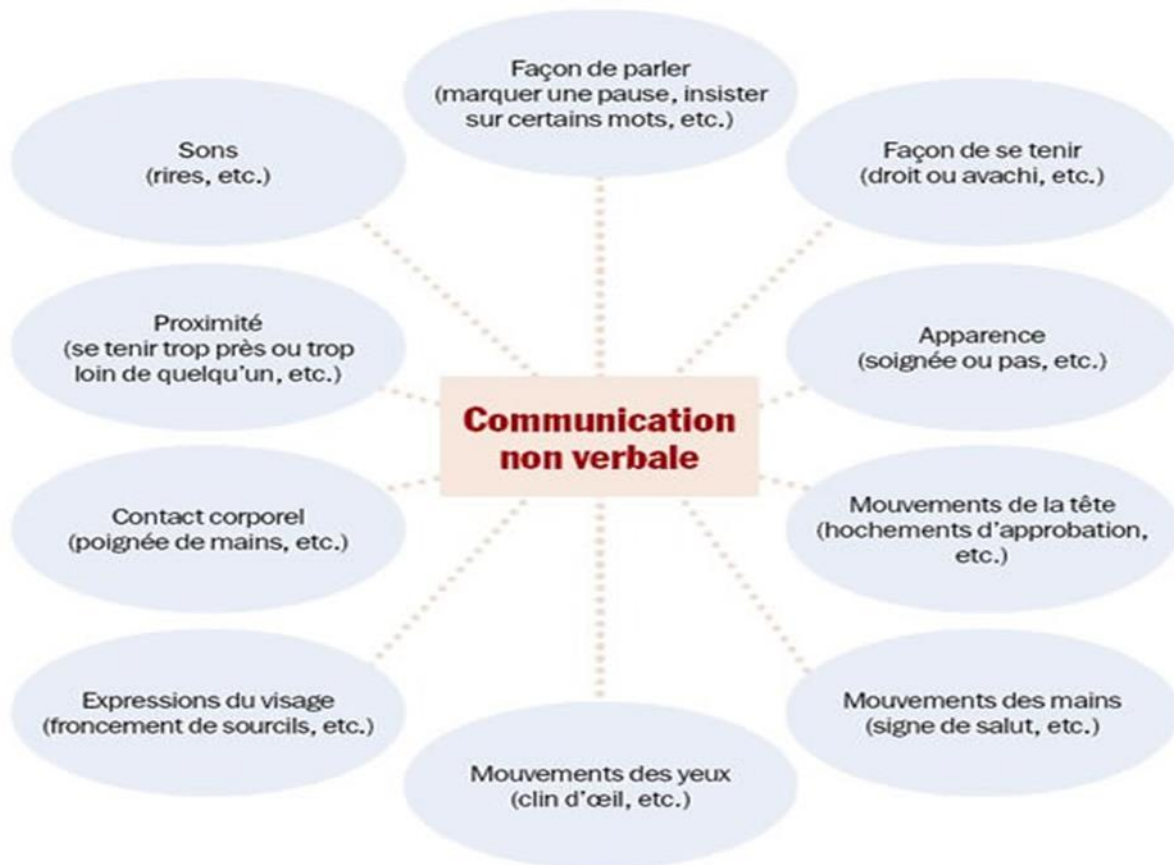 Façon de parler
(marquer une pause, insister
sur certains mots, etc.)
Sons
(rires, etc.)
Façon de se tenir
(droit ou avachi, etc.)
Proximité
(se tenir trop près ou trop
loin de quelqu'un, etc.)
Apparence
(soignée ou pas, etc.)
Communication
non verbale
Contact corporel
(poignée de mains, etc.)
Mouvements de la tête
(hochements d'approbation,
etc.)
Expressions du visage
(froncement de sourcils, etc.)
Mouvements des mains
(signe de salut, etc.)
Mouvements des yeux
(clin d'œil, etc.)